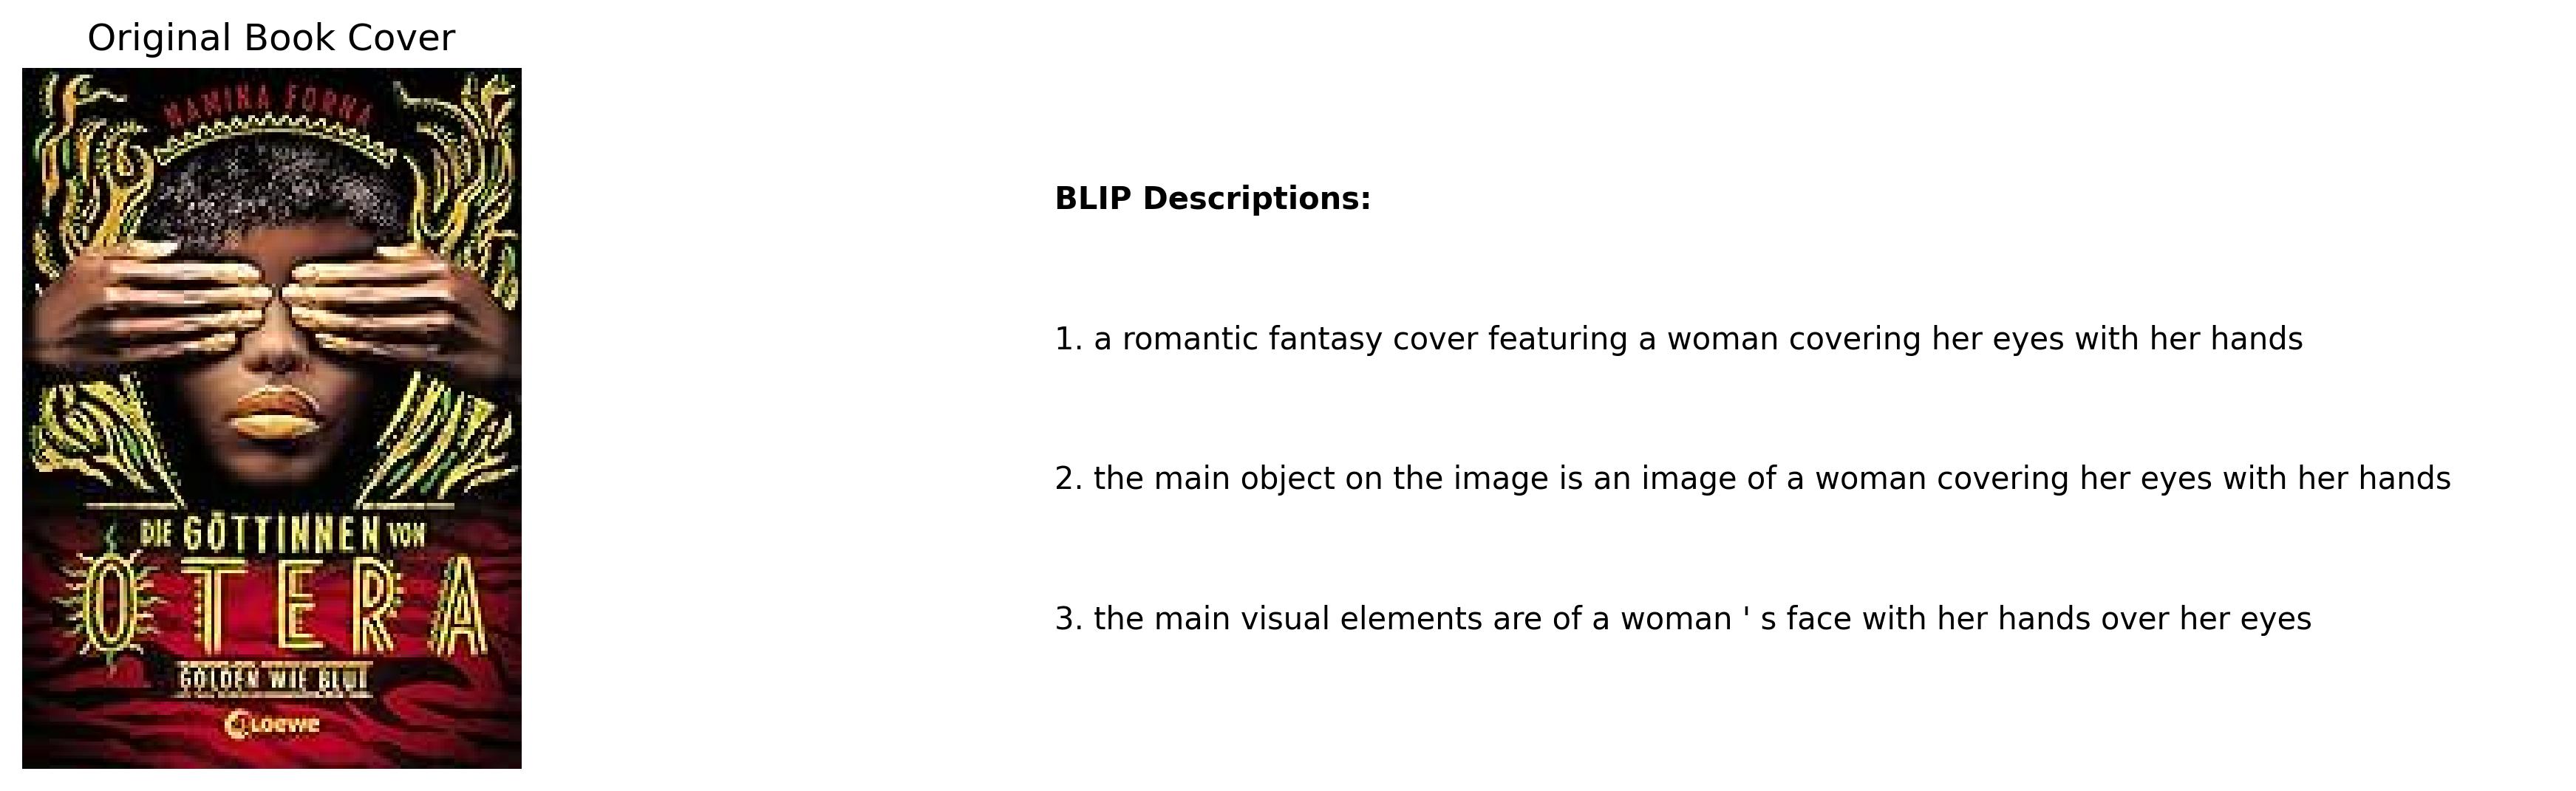 Original Book Cover
NAMINA FORNA
DIE GÖTTINNEN VON
OTERA
GOLDEN WIE BLUT
Loewe
BLIP Descriptions:
1. a romantic fantasy cover featuring a woman covering her eyes with her hands
2. the main object on the image is an image of a woman covering her eyes with her hands
3. the main visual elements are of a woman ' s face with her hands over her eyes